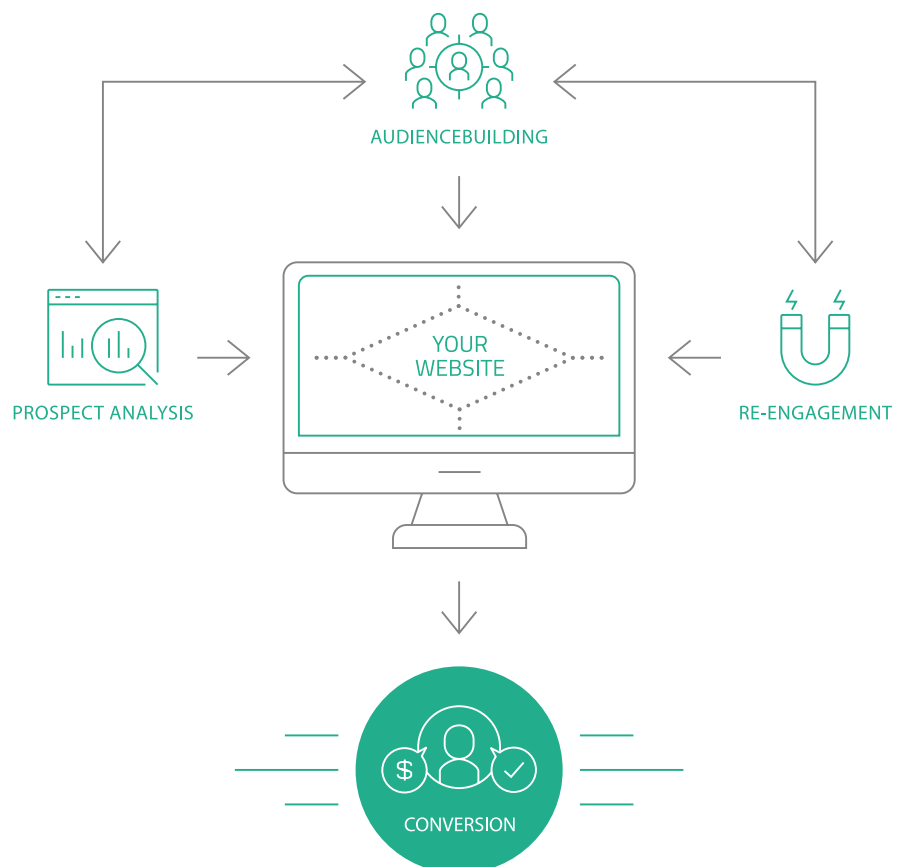 AUDIENCEBUILDING
YOUR
WEBSITE
PROSPECT ANALYSIS
RE-ENGAGEMENT
$
CONVERSION